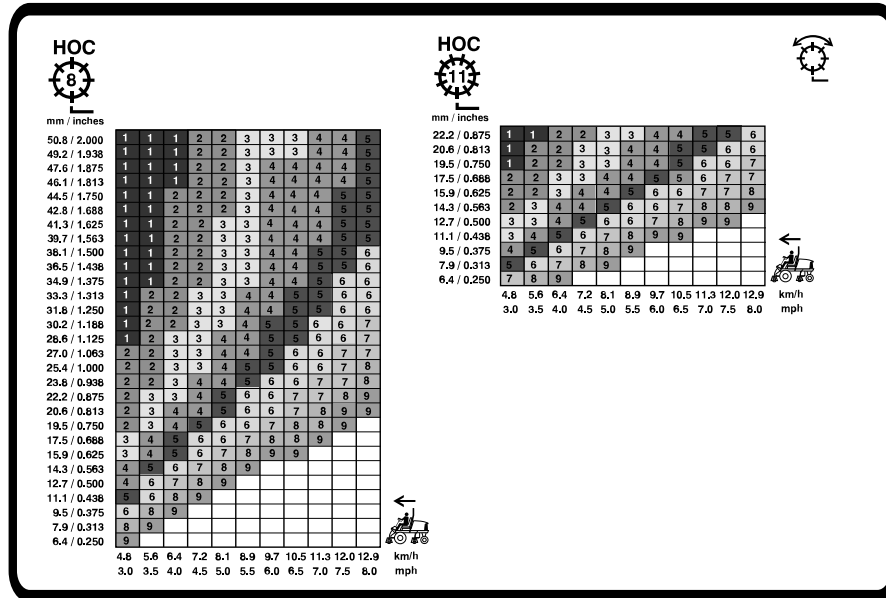 HOC
8
mm / inches
50.8 / 2.000 1 1 1 2 2 3 3 3 4 4 5
49.2 / 1.938 1 1 1 2 2 3 3 3 4 4 5
47.6 / 1.875 1 1 1 2 2 3 4 4 4 4 5
46.1 / 1.813 1 1 1 2 2 3 4 4 4 4 5
44.5 / 1.750 1 1 2 2 2 3 4 4 4 5 5
42.8 / 1.688 1 1 2 2 2 3 4 4 4 5 5
41.3 / 1.625 1 1 2 2 3 3 4 4 4 5 5
39.7 / 1.563 1 1 2 2 3 3 4 4 4 5 5
38.1 / 1.500 1 1 2 2 3 3 4 4 5 5 6
36.5 / 1.438 1 1 2 2 3 3 4 4 5 5 6
34.9 / 1.375 1 1 2 2 3 3 4 4 5 6 6
33.3 / 1.313 1 2 2 3 3 4 4 5 5 6 6
31.8 / 1.250 1 2 2 3 3 4 4 5 5 6 6
30.2 / 1.188 1 2 2 3 3 4 5 5 6 6 7
28.6 / 1.125 1 2 3 3 4 4 5 5 6 6 7
27.0 / 1.063 2 2 3 3 4 4 5 6 6 7 7
25.4 / 1.000 2 2 3 3 4 5 5 6 6 7 8
23.8 / 0.938 2 2 3 4 4 5 6 6 7 7 8
22.2 / 0.875 2 3 3 4 5 6 6 7 7 8 9
20.6 / 0.813 2 3 4 4 5 6 6 7 8 9 9
19.5 / 0.750 2 3 4 5 6 6 7 8 8 9
17.5 / 0.688 3 4 5 6 6 7 8 8 9
15.9 / 0.625 3 4 5 6 7 8 9 9
14.3 / 0.563 4 5 6 7 8 9
12.7 / 0.500 4 6 7 8 9
11.1 / 0.438 5 6 8 9
9.5 / 0.375 6 8 9
7.9 / 0.313 8 9
6.4 / 0.250 9
4.8 5.6 6.4 7.2 8.1 8.9 9.7 10.5 11.3 12.0 12.9 km/h
3.0 3.5 4.0 4.5 5.0 5.5 6.0 6.5 7.0 7.5 8.0 mph
HOC
11
mm / inches
22.2 / 0.875 1 1 2 2 3 3 4 4 5 5 6
20.6 / 0.813 1 2 2 3 3 4 4 5 5 6 6
19.5 / 0.750 1 2 2 3 3 4 4 5 6 6 7
17.5 / 0.688 2 2 3 3 4 4 5 5 6 7 7
15.9 / 0.625 2 2 3 4 4 5 6 6 7 7 8
14.3 / 0.563 2 3 4 4 5 6 6 7 8 8 9
12.7 / 0.500 3 3 4 5 6 6 7 8 9 9
11.1 / 0.438 3 4 5 6 7 8 9 9
9.5 / 0.375 4 5 6 7 8 9
7.9 / 0.313 5 6 7 8 9
6.4 / 0.250 7 8 9
4.8 5.6 6.4 7.2 8.1 8.9 9.7 10.5 11.3 12.0 12.9 km/h
3.0 3.5 4.0 4.5 5.0 5.5 6.0 6.5 7.0 7.5 8.0 mph